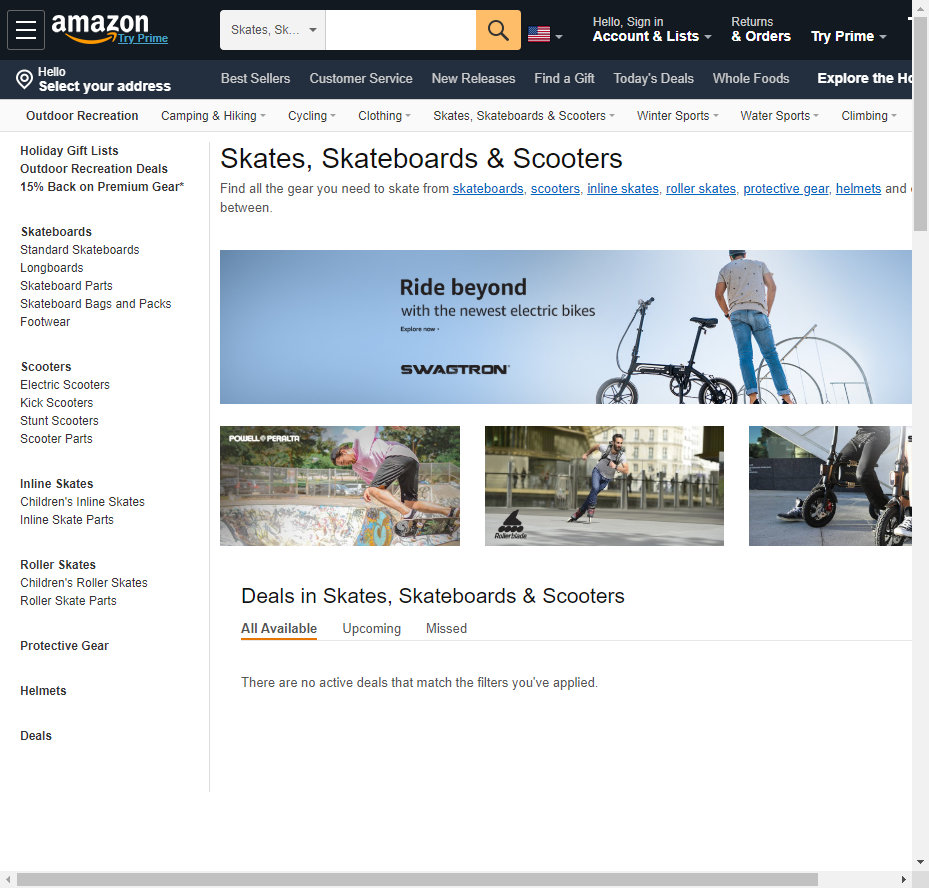 amazon
Try Prime
Skates, Sk...
Hello, Sign in
Account & Lists
Returns
& Orders
Try Prime
Hello
Select your address
Best Sellers
Customer Service
New Releases
Find a Gift
Today's Deals
Whole Foods
Explore the
Outdoor Recreation
Camping & Hiking
Cycling
Clothing
Skates, Skateboards & Scooters
Winter Sports
Water Sports
Climbing
Holiday Gift Lists
Outdoor Recreation Deals
15% Back on Premium Gear*
Skateboards
Standard Skateboards
Longboards
Skateboard Parts
Skateboard Bags and Packs
Footwear
Scooters
Electric Scooters
Kick Scooters
Stunt Scooters
Scooter Parts
Inline Skates
Children's Inline Skates
Inline Skate Parts
Roller Skates
Children's Roller Skates
Roller Skate Parts
Protective Gear
Helmets
Deals
Skates, Skateboards & Scooters
Find all the gear you need to skate from skateboards, scooters, inline skates, roller skates, protective gear, helmets and
between.
Ride beyond
with the newest electric bikes
Explore now ›
SWAGTRON
POWELL PERALTA
Rollerblade
Deals in Skates, Skateboards & Scooters
All Available
Upcoming
Missed
There are no active deals that match the filters you've applied.